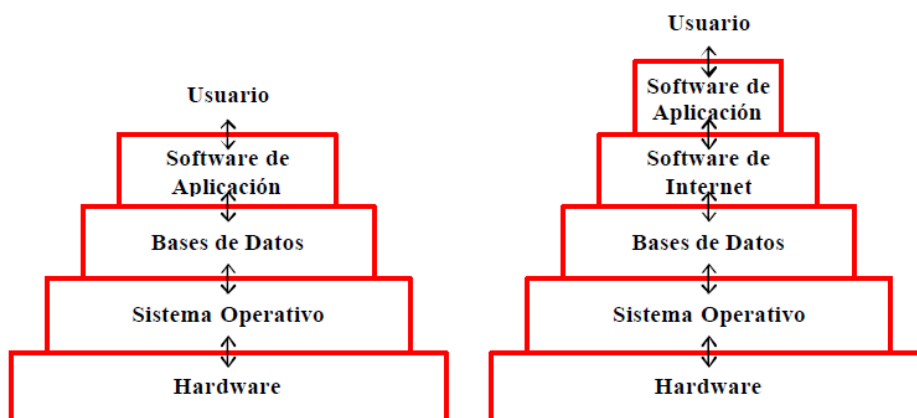 Usuario
Software de
Aplicación
Bases de Datos
Sistema Operativo
Hardware
Usuario
Software de
Aplicación
Software de
Internet
Bases de Datos
Sistema Operativo
Hardware